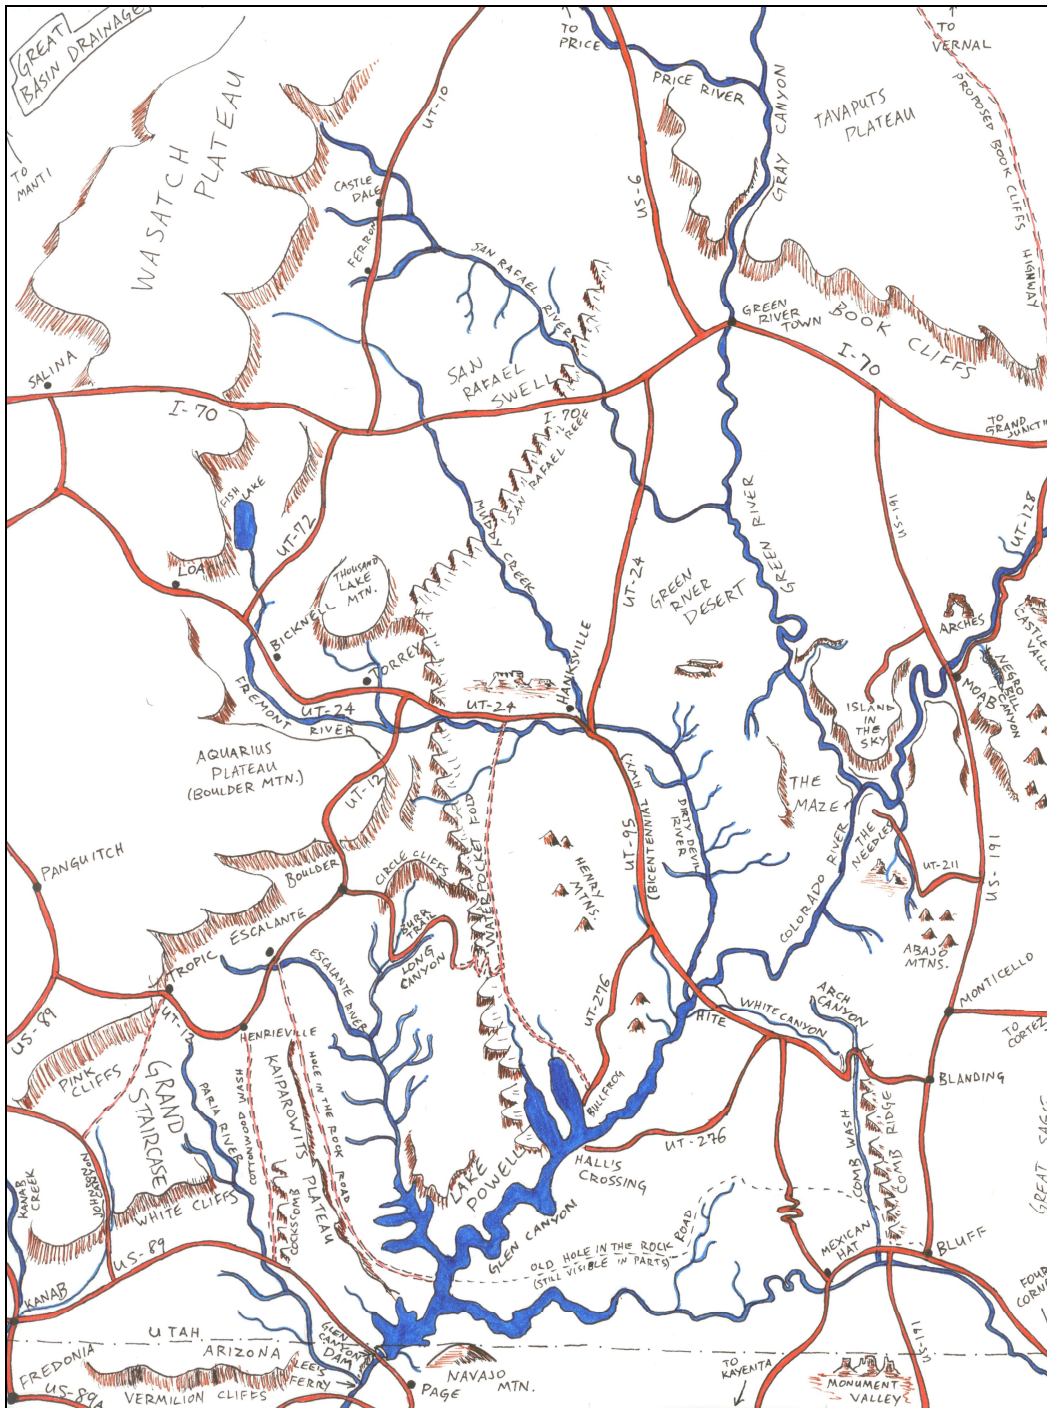 GREAT
BASIN DRAINAGE
TO
MANTI
WASATCH
PLATEAU
UT-10
CASTLE
DALE
FERRON
TO
PRICE
PRICE RIVER
US-6
GRAY CANYON
TAVAPUTS
PLATEAU
TO
VERNAL
PROPOSED BOOK CLIFFS HIGHWAY
SAN RAFAEL RIVER
GREEN
RIVER
TOWN
BOOK CLIFFS
I-70
SALINA
I-70
SAN
RAFAEL
SWELL
I-70
SAN RAFAEL REEF
TO
GRAND
JUNCTI
FISH
LAKE
UT-72
LOA
THOUSAND
LAKE
MTN.
BICKNELL
TORREY
MUDDY CREEK
UT-24
GREEN
RIVER
DESERT
GREEN RIVER
US-191
UT-128
ARCHES
CASTLE
VALL
MOAB
ISLAND
IN
THE
SKY
FREMONT
RIVER
UT-24
UT-24
HANKSVILLE
AQUARIUS
PLATEAU
(BOULDER MTN.)
UT-12
WATERPOCKET FOLD
UT-95
(BICENTENNIAL HWY.)
DIRTY DEVIL
RIVER
THE
MAZE
THE
NEEDLES
COLORADO RIVER
UT-211
US-191
ABAJO
MTNS.
HENRY
MTNS.
PANGUITCH
BOULDER
CIRCLE CLIFFS
BURR
TRAIL
LONG
CANYON
ESCALANTE
ESCALANTE RIVER
TROPIC
UT-12
HENRIEVILLE
US-89
PINK
CLIFFS
UT-276
HITE
WHITE CANYON
ARCH
CANYON
MONTICELLO
TO
CORTEZ
BLANDING
GRAND
STAIRCASE
PARIA RIVER
COTTONWOOD WASH
KAIPAROWITS
PLATEAU
HOLE IN THE ROCK
ROAD
BULLFROG
UT-276
HALL'S
CROSSING
LAKE
POWELL
GLEN CANYON
COMB WASH
COMB RIDGE
GREAT SAGE
KANAB
CREEK
JOHNSON
CANYON
WHITE CLIFFS
COCKSCOMB
US-89
KANAB
OLD HOLE IN THE ROCK ROAD
(STILL VISIBLE IN PARTS)
MEXICAN
HAT
BLUFF
FOUR
CORNE
UTAH
ARIZONA
GLEN
CANYON
DAM
LEE'S
FERRY
FREDONIA
US-89A
VERMILION CLIFFS
PAGE
NAVAJO
MTN.
TO
KAYENTA
MONUMENT
VALLEY
US-191